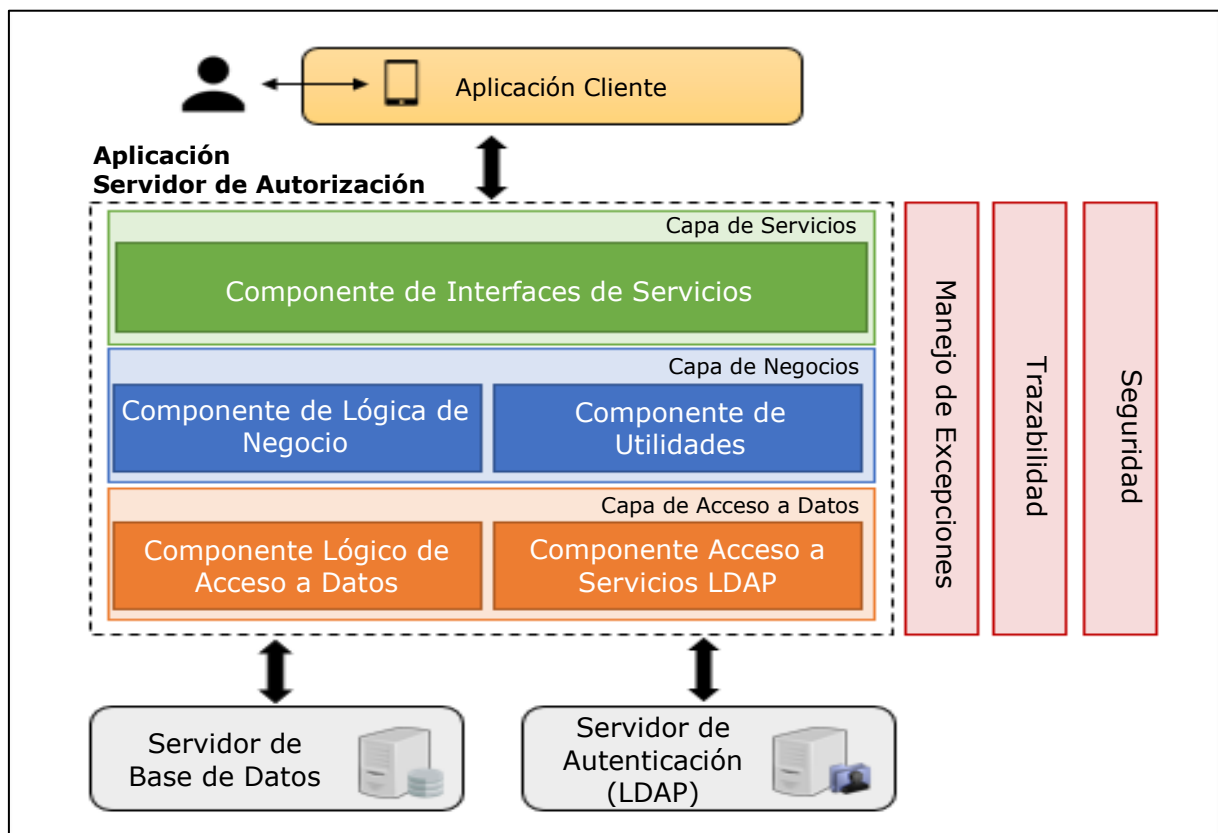 Aplicación Cliente
Aplicación
Servidor de Autorización
Capa de Servicios
Componente de Interfaces de Servicios
Capa de Negocios
Componente de Lógica de
Negocio
Componente de
Utilidades
Capa de Acceso a Datos
Componente Lógico de
Acceso a Datos
Componente Acceso a
Servicios LDAP
Manejo de Excepciones
Trazabilidad
Seguridad
Servidor de
Base de Datos
Servidor de
Autenticación
(LDAP)